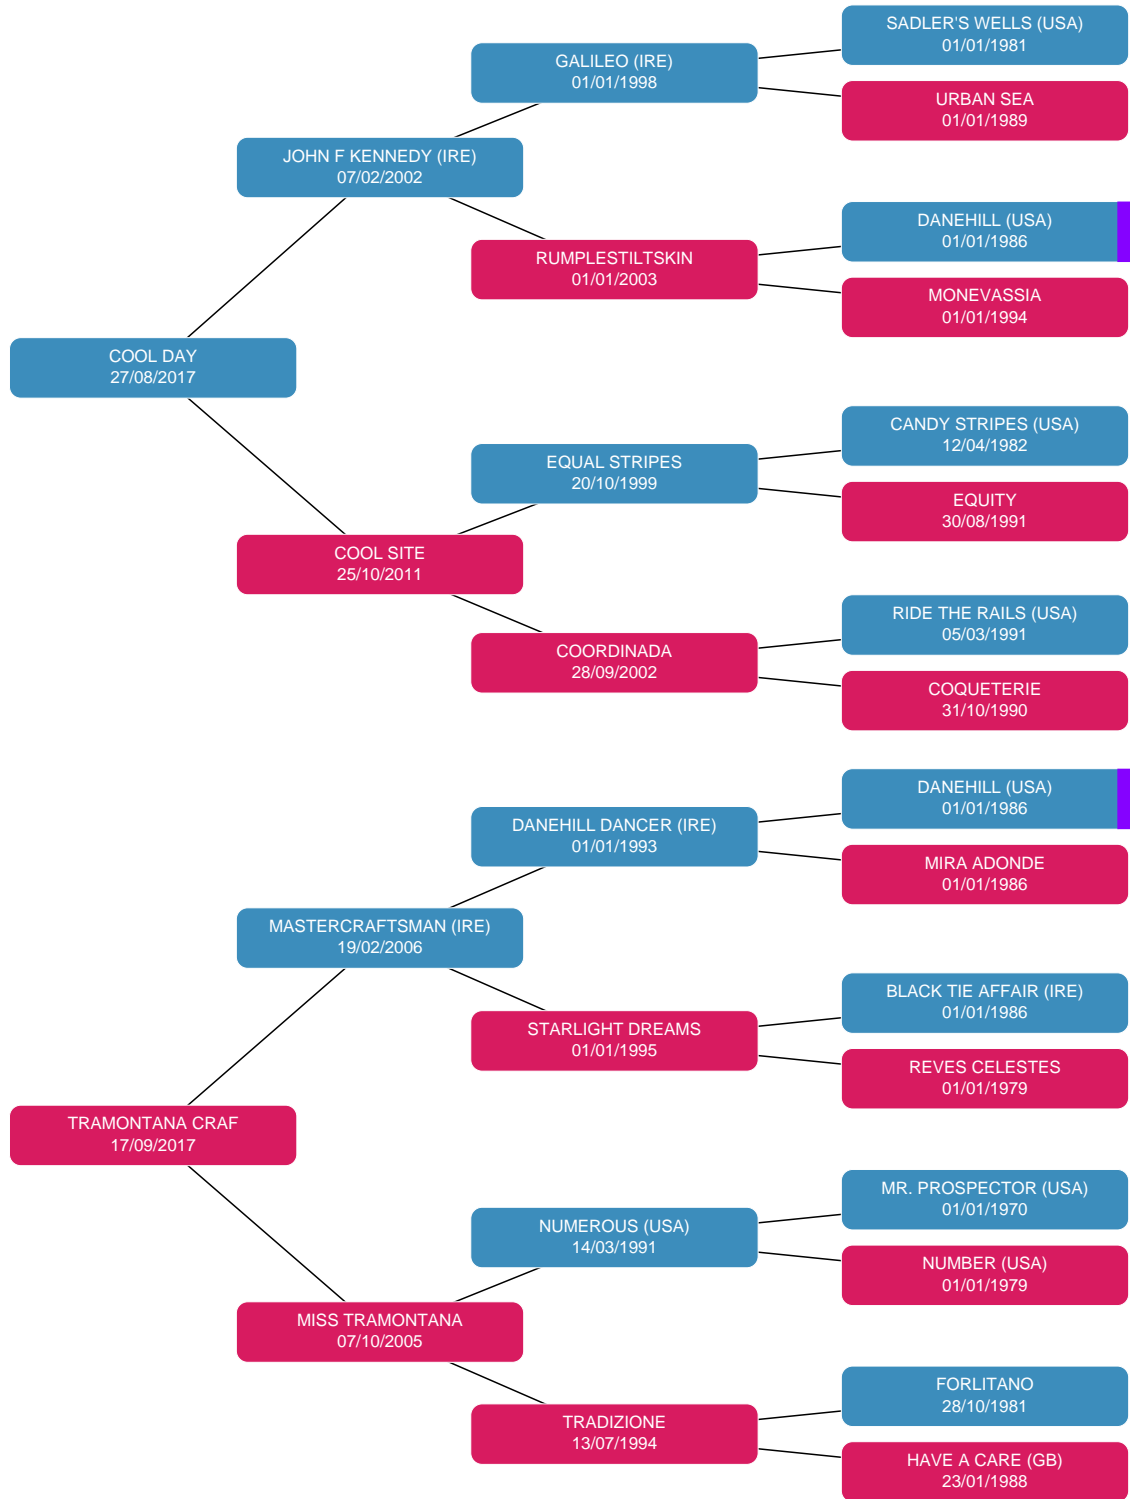 SADLER'S WELLS (USA)
01/01/1981
GALILEO (IRE)
01/01/1998
URBAN SEA
01/01/1989
JOHN F KENNEDY (IRE)
07/02/2002
DANEHILL (USA)
01/01/1986
RUMPLESTILTSKIN
01/01/2003
MONEVASSIA
01/01/1994
COOL DAY
27/08/2017
CANDY STRIPES (USA)
12/04/1982
EQUAL STRIPES
20/10/1999
EQUITY
30/08/1991
COOL SITE
25/10/2011
RIDE THE RAILS (USA)
05/03/1991
COORDINADA
28/09/2002
COQUETERIE
31/10/1990
DANEHILL (USA)
01/01/1986
DANEHILL DANCER (IRE)
01/01/1993
MIRA ADONDE
01/01/1986
MASTERCRAFTSMAN (IRE)
19/02/2006
BLACK TIE AFFAIR (IRE)
01/01/1986
STARLIGHT DREAMS
01/01/1995
REVES CELESTES
01/01/1979
TRAMONTANA CRAF
17/09/2017
MR. PROSPECTOR (USA)
01/01/1970
NUMEROUS (USA)
14/03/1991
NUMBER (USA)
01/01/1979
MISS TRAMONTANA
07/10/2005
FORLITANO
28/10/1981
TRADIZIONE
13/07/1994
HAVE A CARE (GB)
23/01/1988